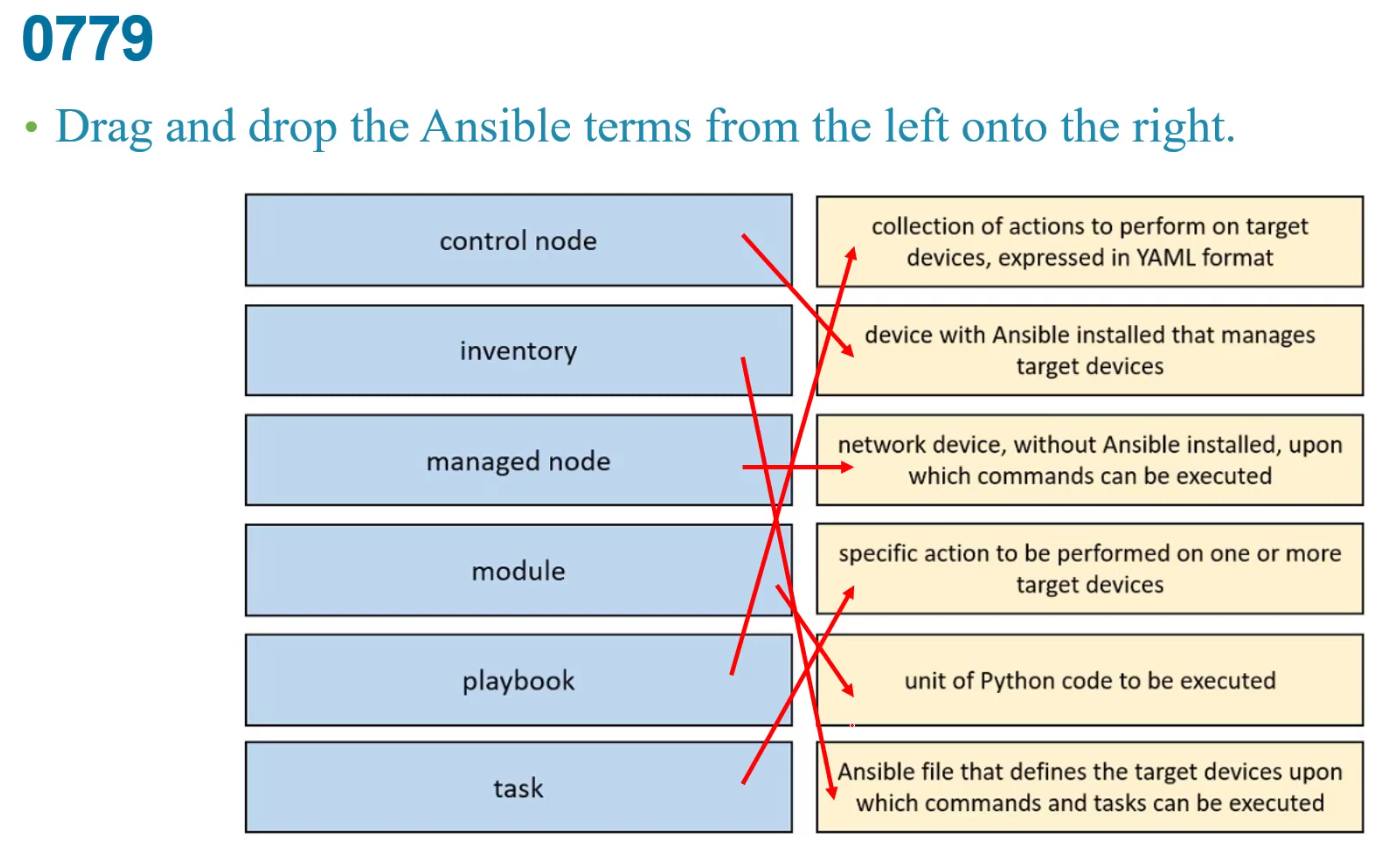 0779
• Drag and drop the Ansible terms from the left onto the right.
control node
collection of actions to perform on target
devices, expressed in YAML format
inventory
device with Ansible installed that manages
target devices
managed node
network device, without Ansible installed, upon
which commands can be executed
module
specific action to be performed on one or more
target devices
playbook
unit of Python code to be executed
task
Ansible file that defines the target devices upon
which commands and tasks can be executed